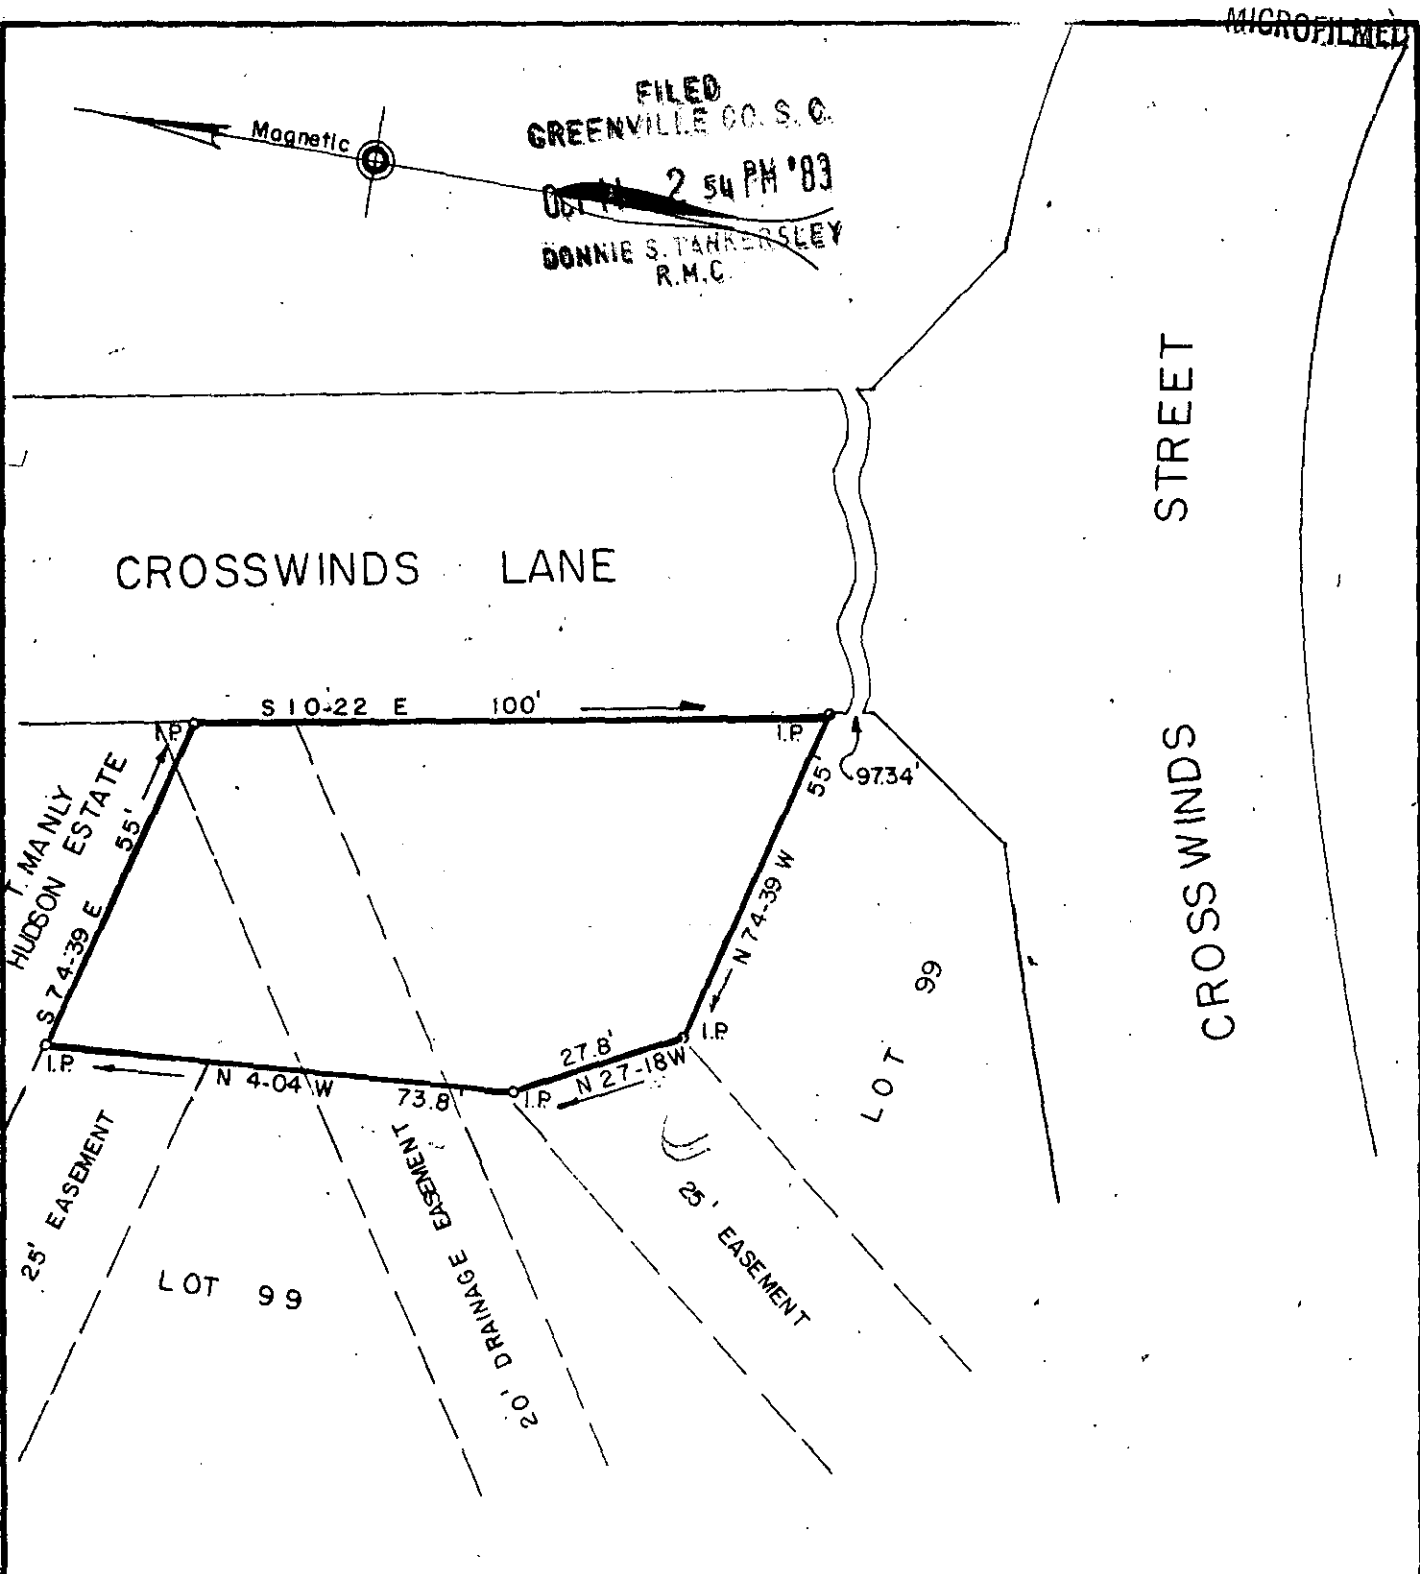 MICROFILMED
FILED
GREENVILLE CO. S. C.
2 54 PM '83
DONNIE S. TANKERSLEY
R.M.C.
Magnetic
STREET
CROSSWINDS LANE
S 10-22 E 100'
I.P.
I.P.
97.34'
T. MANLY
HUDSON ESTATE
S 74-39 E 55'
55'
N 74-39 W
CROSSWINDS
LOT 99
I.P.
27.8'
N 27-18W
I.P.
I.P.
N 4-04 W 73.8'
25' EASEMENT
20' DRAINAGE EASEMENT
25' EASEMENT
LOT 99